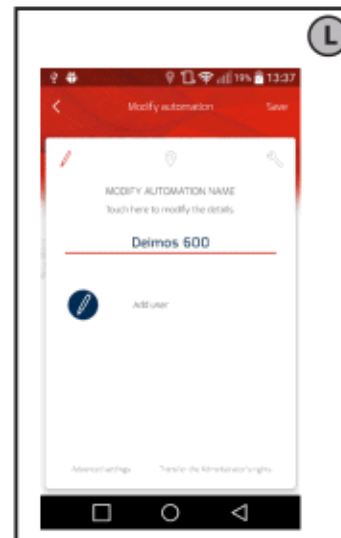 L
19% 13:37
Modify automation Save
MODIFY AUTOMATION NAME
Touch here to modify the details.
Deimos 600
Add user
Advanced settings Transfer the Administrator's rights